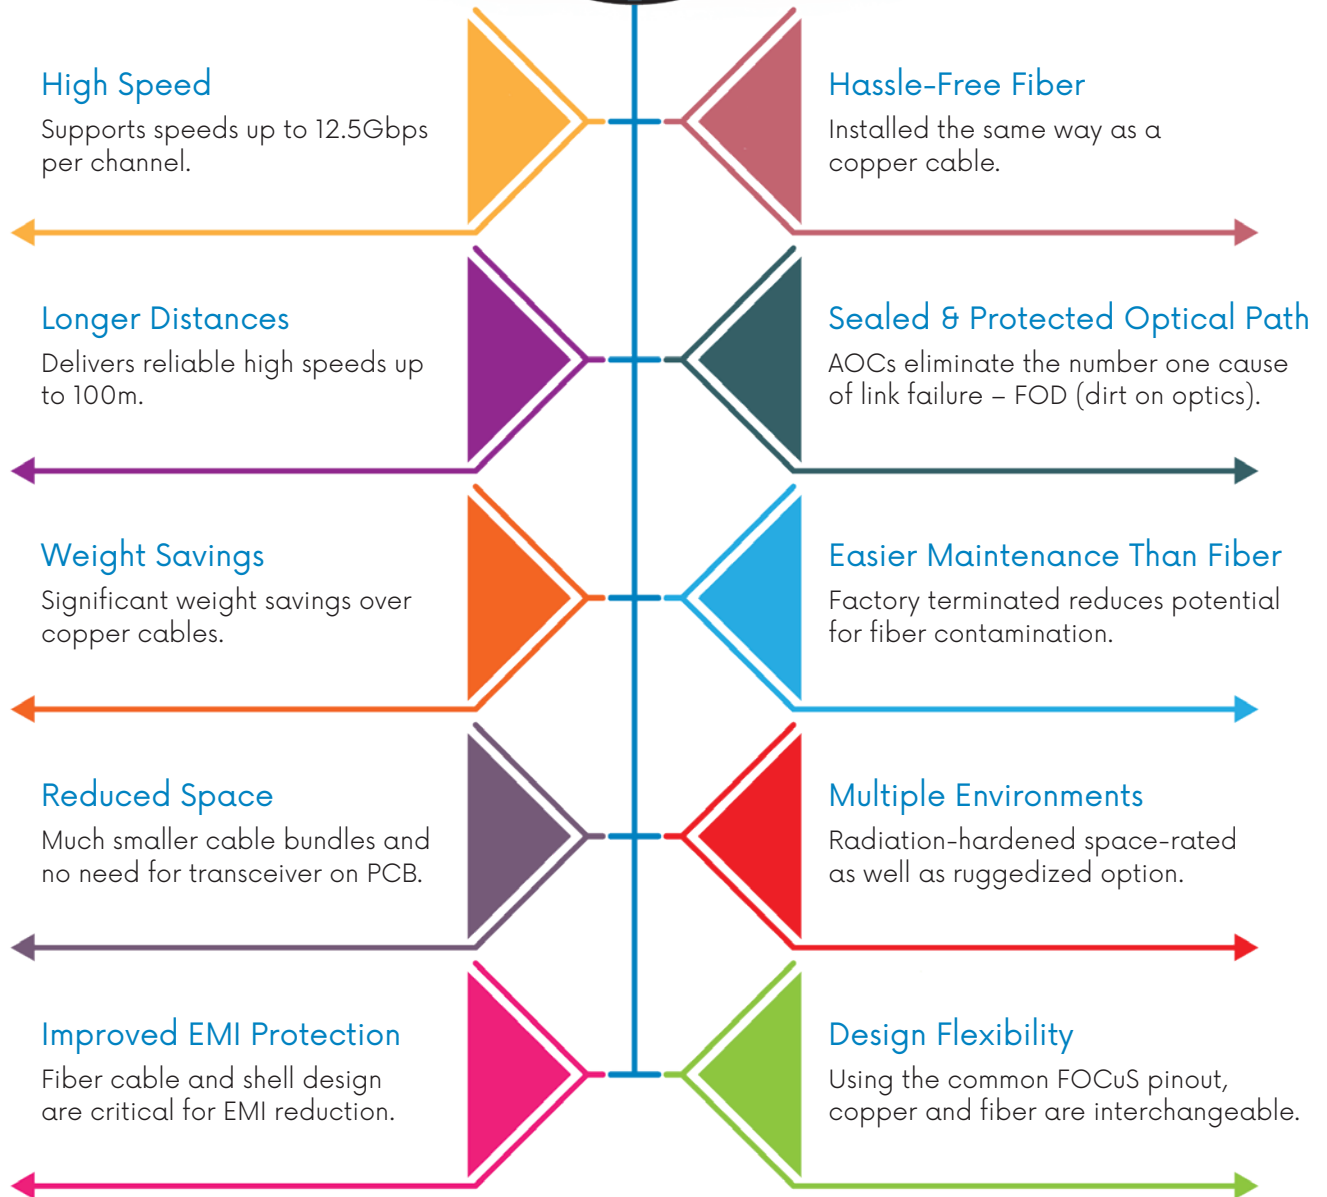 High Speed
Supports speeds up to 12.5Gbps
per channel.
Hassle-Free Fiber
Installed the same way as a
copper cable.
Longer Distances
Delivers reliable high speeds up
to 100m.
Sealed & Protected Optical Path
AOCs eliminate the number one cause
of link failure – FOD (dirt on optics).
Weight Savings
Significant weight savings over
copper cables.
Easier Maintenance Than Fiber
Factory terminated reduces potential
for fiber contamination.
Reduced Space
Much smaller cable bundles and
no need for transceiver on PCB.
Multiple Environments
Radiation-hardened space-rated
as well as ruggedized option.
Improved EMI Protection
Fiber cable and shell design
are critical for EMI reduction.
Design Flexibility
Using the common FOCuS pinout,
copper and fiber are interchangeable.